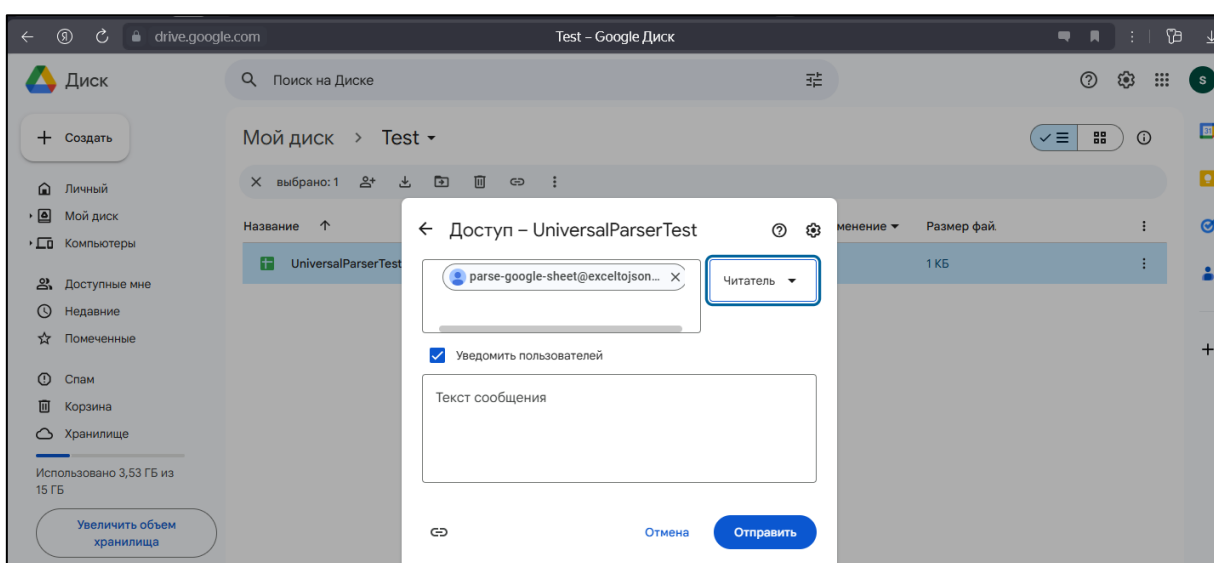 drive.google.com
Test – Google Диск
Диск
Поиск на Диске
S
Создать
Мой диск > Test
31
выбрано: 1
Личный
Мой диск
Компьютеры
Название
менение
Размер фай.
UniversalParserTest
1 КБ
Доступ – UniversalParserTest
parse-google-sheet@exceltojson...
Читатель
Доступные мне
Недавние
Помеченные
Уведомить пользователей
Спам
Корзина
Хранилище
Текст сообщения
Использовано 3,53 ГБ из
15 ГБ
Увеличить объем
хранилища
Отмена
Отправить